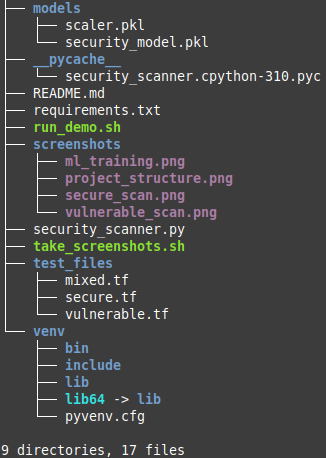 ├── models
│   ├── scaler.pkl
│   └── security_model.pkl
├── __pycache__
│   └── security_scanner.cpython-310.pyc
├── README.md
├── requirements.txt
├── run_demo.sh
├── screenshots
│   ├── ml_training.png
│   ├── project_structure.png
│   ├── secure_scan.png
│   └── vulnerable_scan.png
├── security_scanner.py
├── take_screenshots.sh
├── test_files
│   ├── mixed.tf
│   ├── secure.tf
│   └── vulnerable.tf
└── venv
    ├── bin
    ├── include
    ├── lib
    ├── lib64 -> lib
    └── pyvenv.cfg

9 directories, 17 files